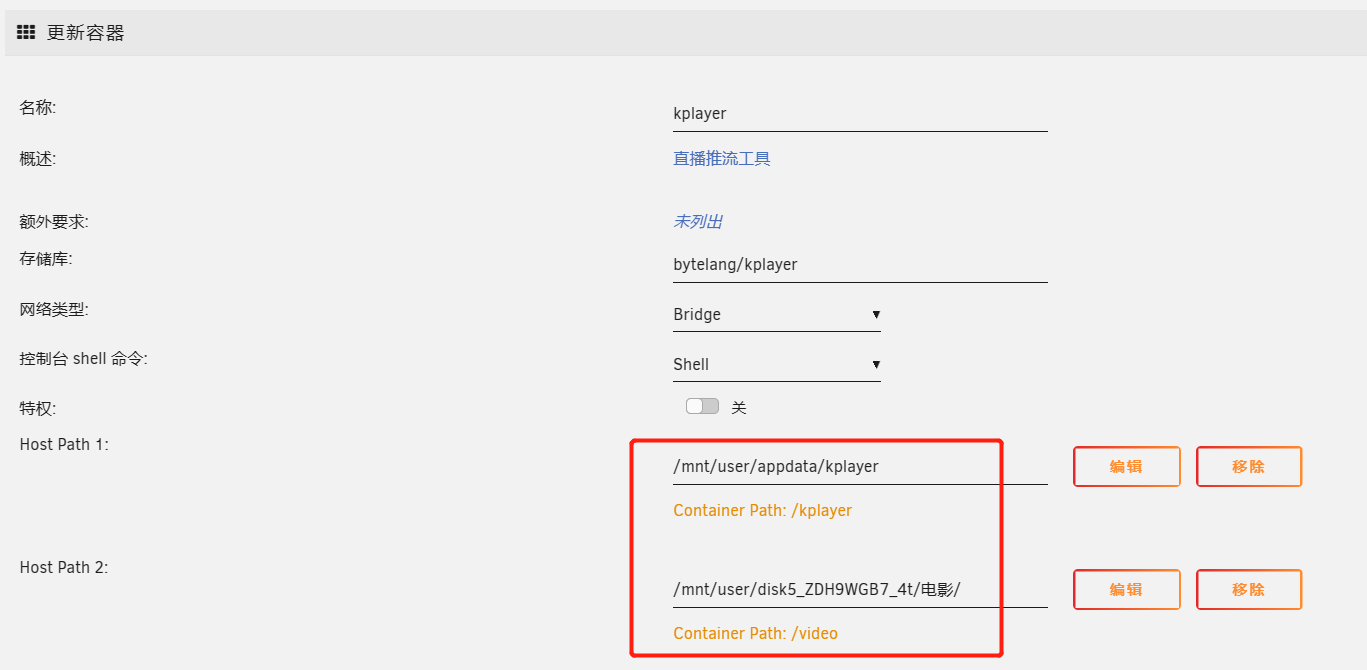 更新容器
名称:
kplayer
概述:
直播推流工具
额外要求:
未列出
存储库:
bytelang/kplayer
网络类型:
Bridge
控制台 shell 命令:
Shell
特权:
关
Host Path 1:
/mnt/user/appdata/kplayer
编辑
移除
Container Path: /kplayer
Host Path 2:
/mnt/user/disk5_ZDH9WGB7_4t/电影/
编辑
移除
Container Path: /video